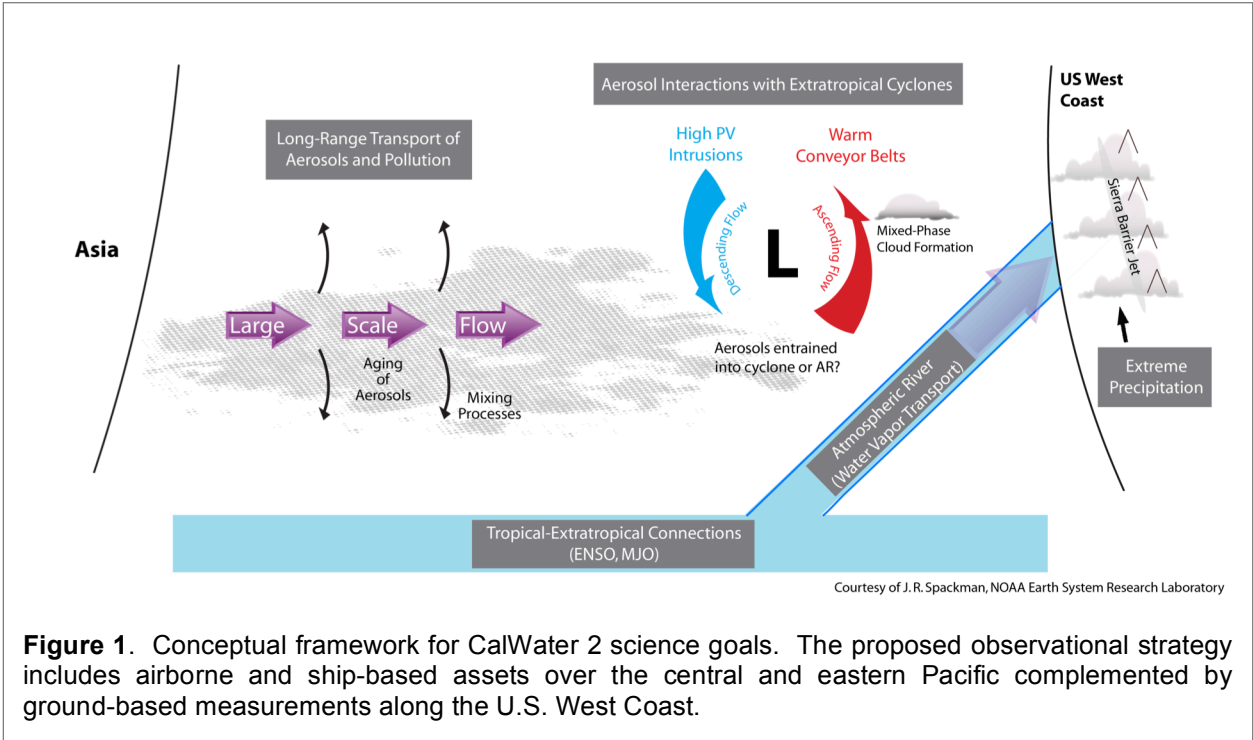 Asia
Long-Range Transport of
Aerosols and Pollution
Large
Scale
Flow
Aging
of
Aerosols
Mixing
Processes
Aerosol Interactions with Extratropical Cyclones
High PV
Intrusions
Warm
Conveyor Belts
Descending Flow
L
Ascending Flow
Mixed-Phase
Cloud Formation
Aerosols entrained
into cyclone or AR?
US West
Coast
Sierra Barrier Jet
Extreme
Precipitation
Atmospheric River
(Water Vapor Transport)
Tropical-Extratropical Connections
(ENSO, MJO)
Courtesy of J. R. Spackman, NOAA Earth System Research Laboratory
Figure 1. Conceptual framework for CalWater 2 science goals. The proposed observational strategy
includes airborne and ship-based assets over the central and eastern Pacific complemented by
ground-based measurements along the U.S. West Coast.